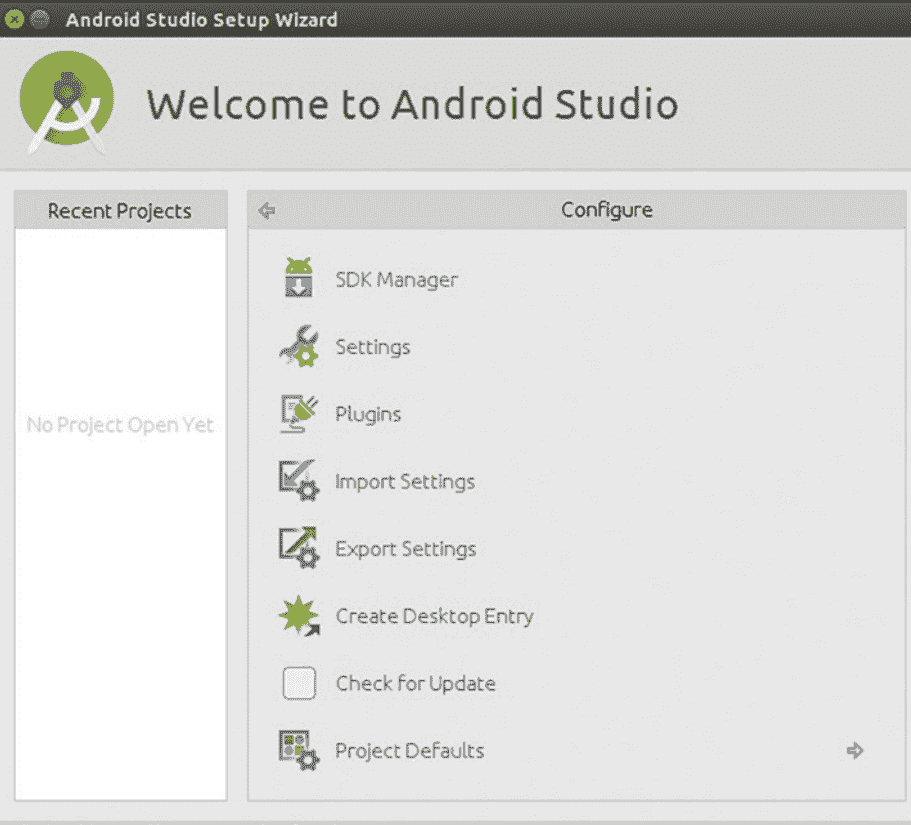 Android Studio Setup Wizard
Welcome to Android Studio
Recent Projects
No Project Open Yet
Configure
SDK Manager
Settings
Plugins
Import Settings
Export Settings
Create Desktop Entry
Check for Update
Project Defaults